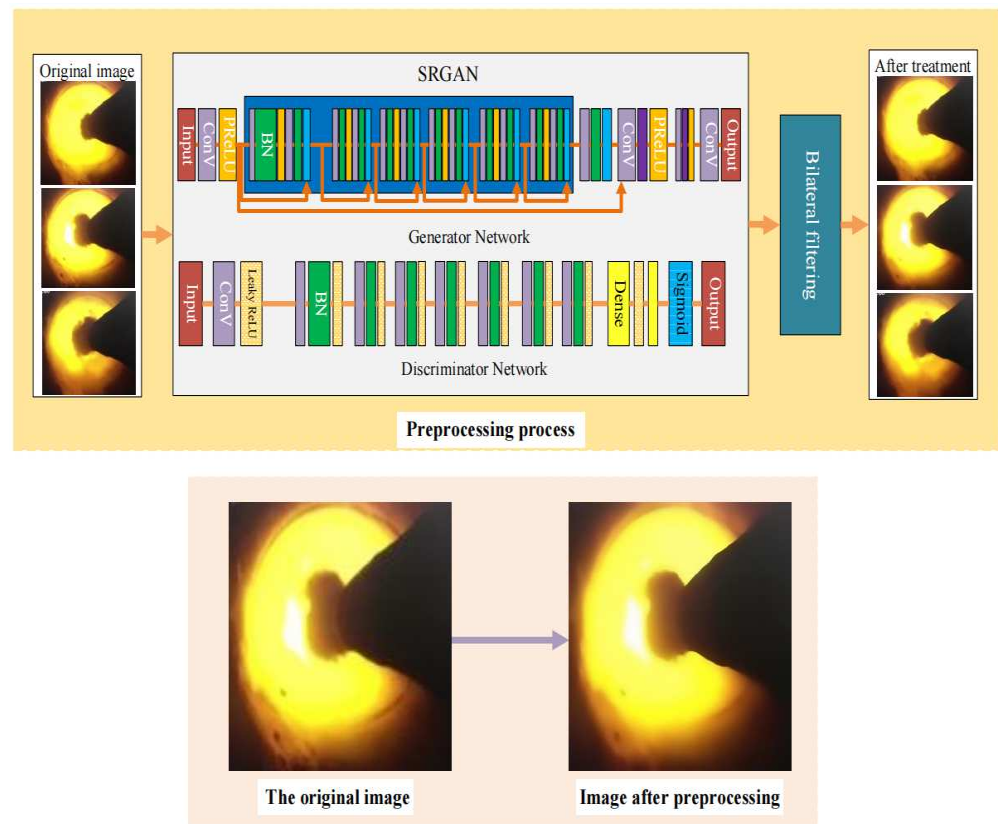 Original image
SRGAN
After treatment
Input
ConV
PReLU
BN
ConV
PReLU
ConV
Output
Generator Network
Bilateral filtering
Input
ConV
Leaky ReLU
BN
Dense
Sigmoid
Output
Discriminator Network
Preprocessing process
The original image
Image after preprocessing